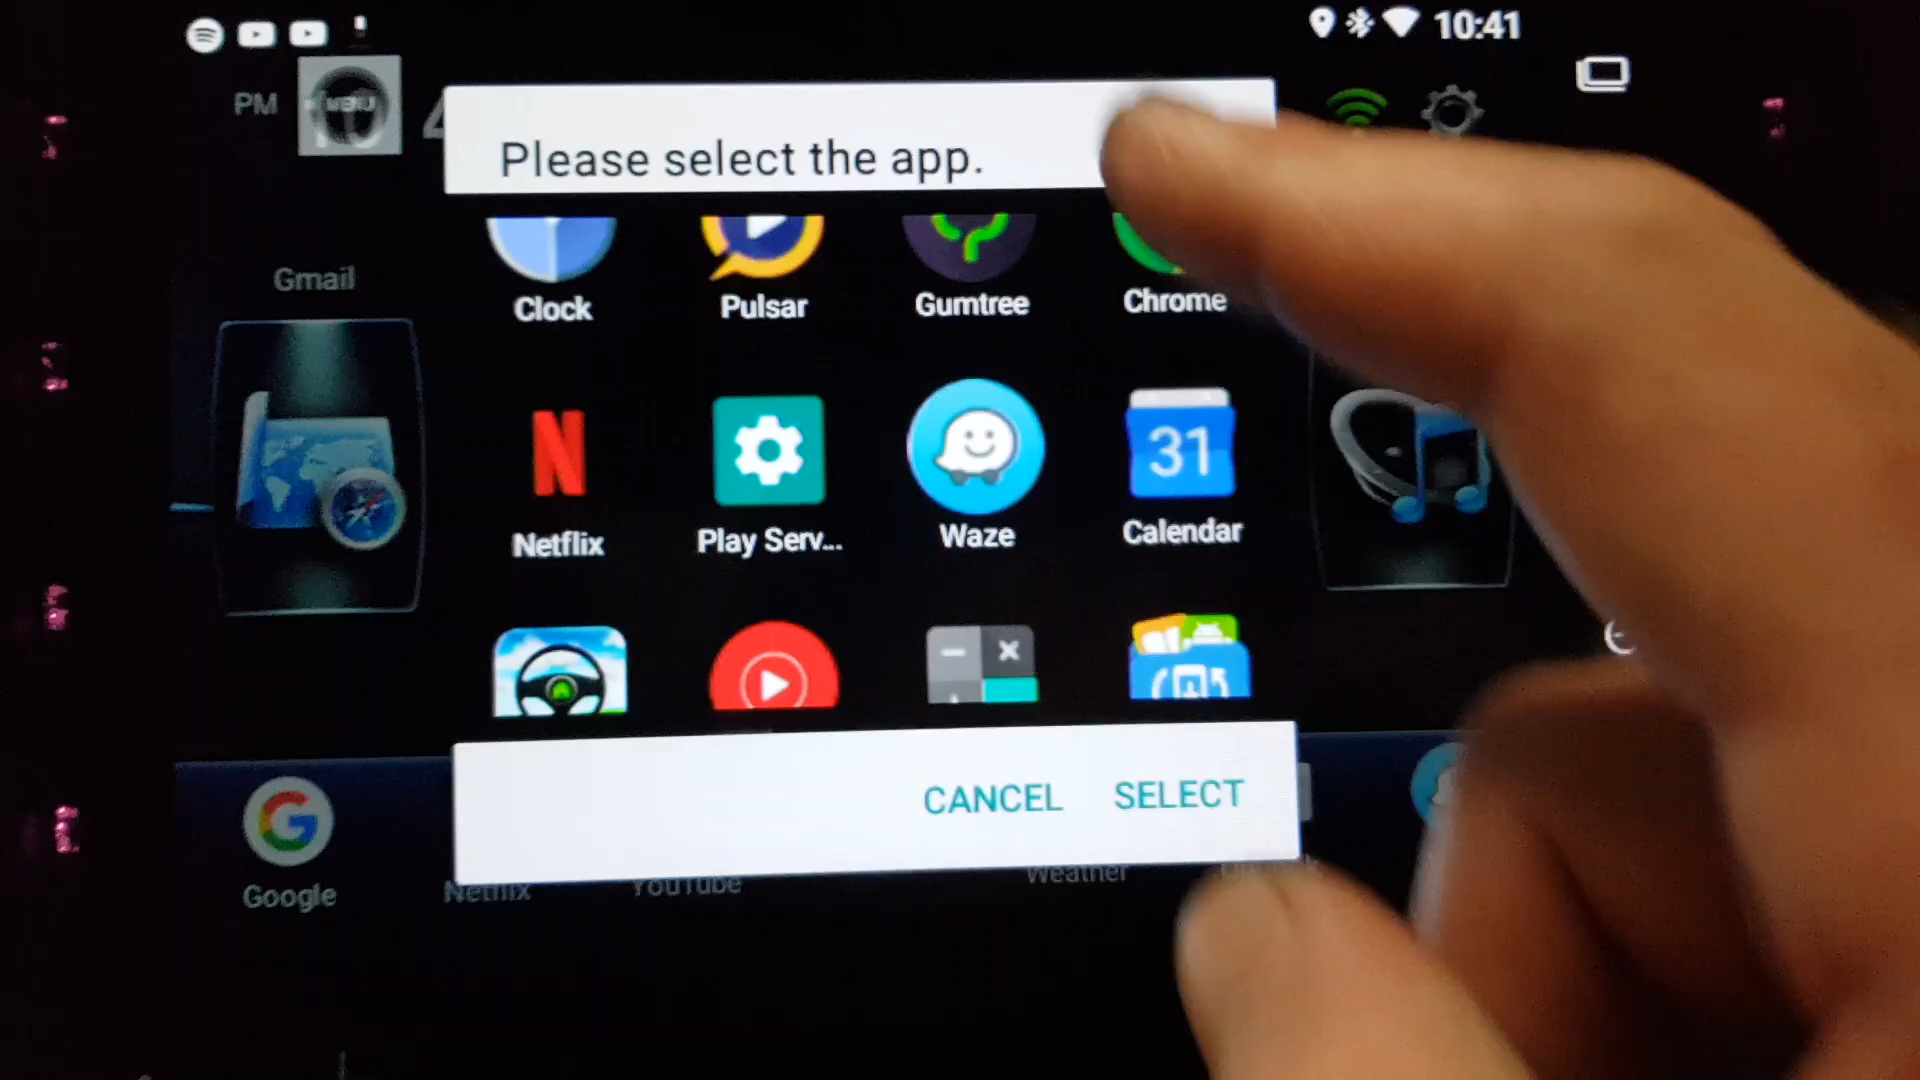 10:41
PM
MENU
Please select the app.
Gmail
Clock
Pulsar
Gumtree
Chrome
31
Netflix
Play Serv...
Waze
Calendar
CANCEL
SELECT
Google
Netflix
YouTube
Weather